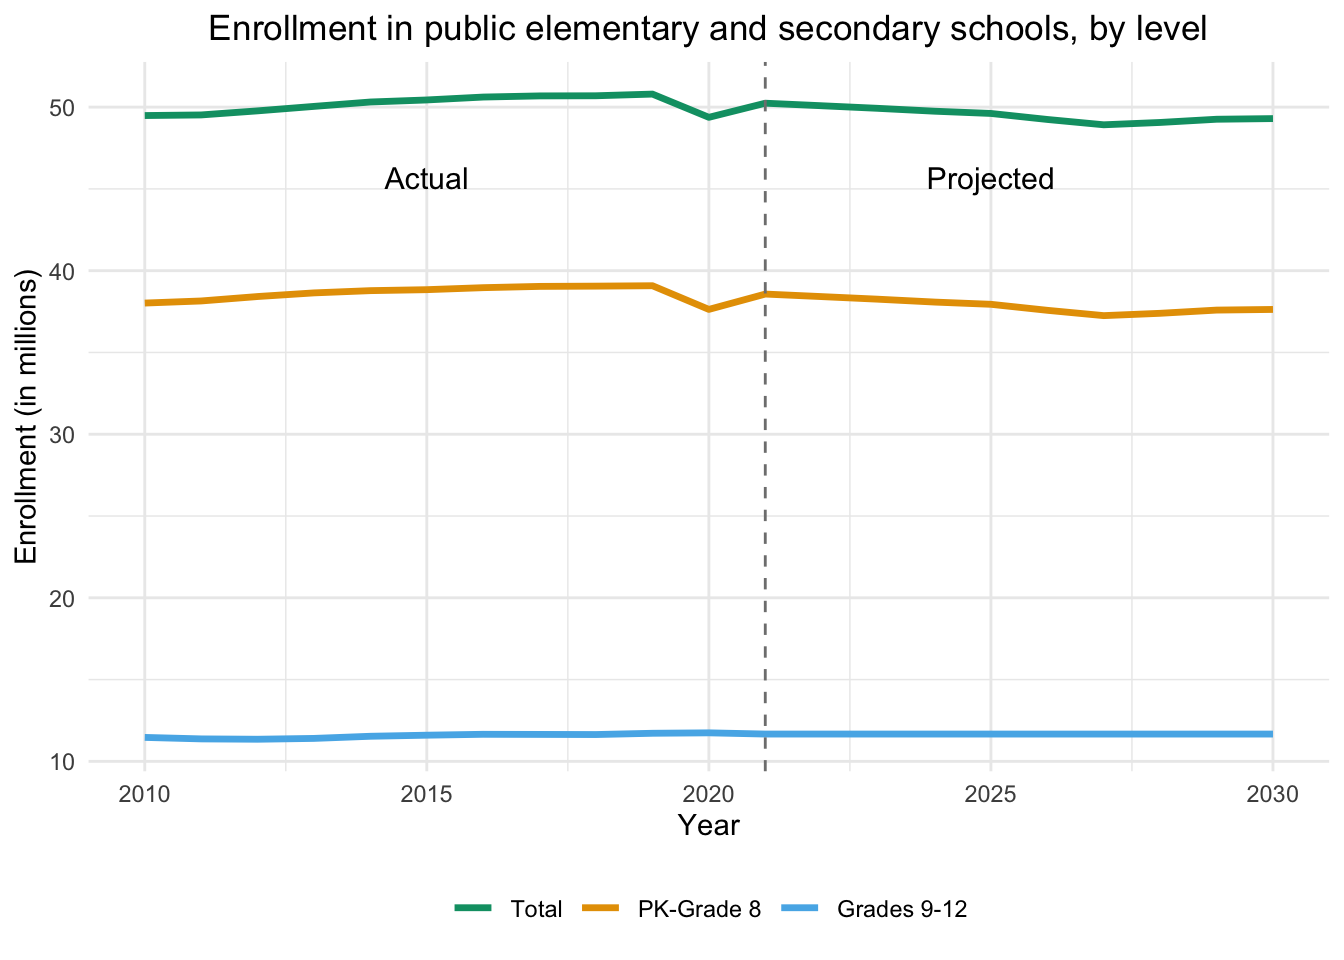 Enrollment in public elementary and secondary schools, by level
50
Actual
Projected
40
Enrollment (in millions)
30
20
10
2010 2015 2020 2025 2030
Year
Total PK-Grade 8 Grades 9-12